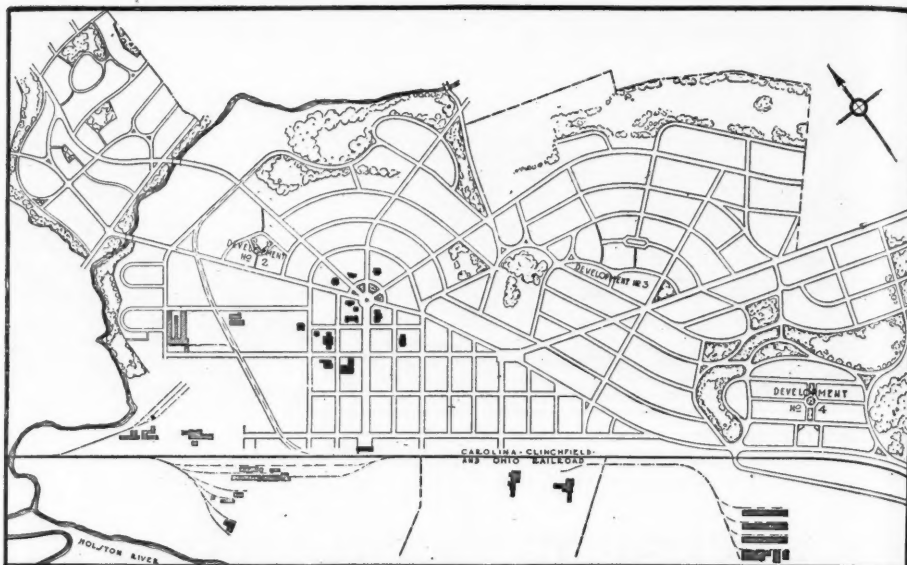 DEVELOPMENT
Nº 2
DEVELOPMENT Nº 3
DEVELOPMENT
Nº 4
CAROLINA-CLINCHFIELD-
AND OHIO RAILROAD
HOLSTON RIVER